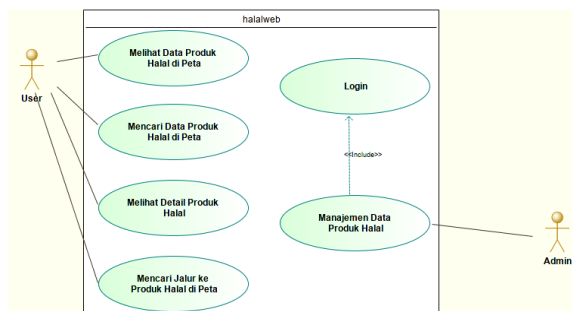 halalweb
Melihat Data Produk
Halal di Peta
Login
User
Mencari Data Produk
Halal di Peta
<<Include>>
Melihat Detail Produk
Halal
Manajemen Data
Produk Halal
Admin
Mencari Jalur ke
Produk Halal di Peta